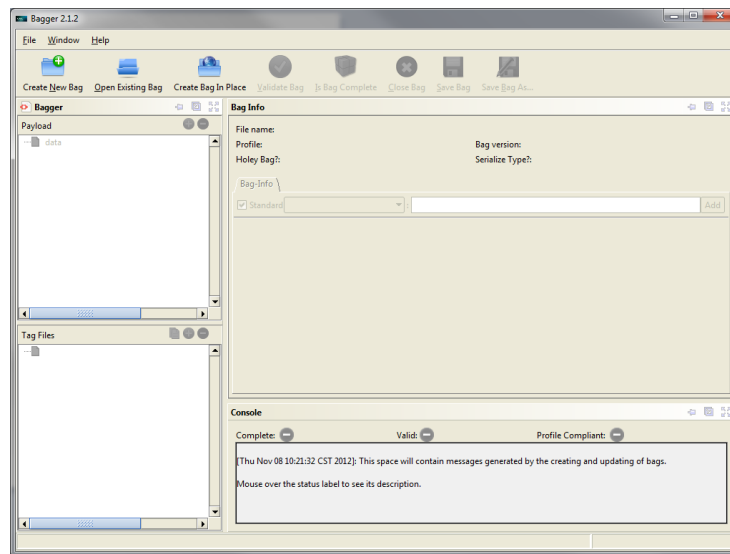 Bagger 2.1.2
File Window Help
Create New Bag Open Existing Bag Create Bag In Place Validate Bag Is Bag Complete Close Bag Save Bag Save Bag As...
Bagger
Payload
data
Tag Files
Bag Info
File name:
Profile: Bag version:
Holey Bag?: Serialize Type?:
Bag-Info
Standard : Add
Console
Complete: Valid: Profile Compliant:
[Thu Nov 08 10:21:32 CST 2012]: This space will contain messages generated by the creating and updating of bags.
Mouse over the status label to see its description.